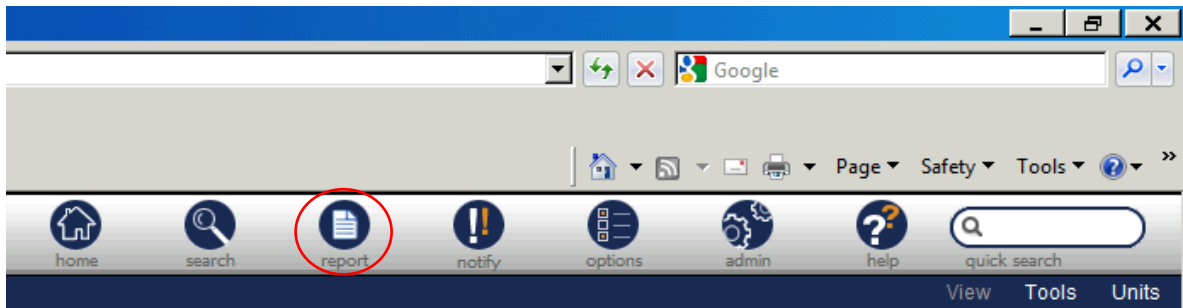 Google
Page Safety Tools »
home search report notify options admin help quick search
View Tools Units